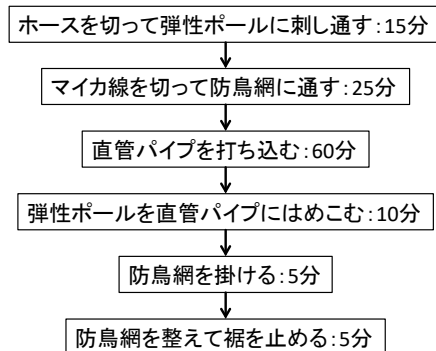 ホースを切って弾性ポールに刺し通す：15分
マイカ線を切って防鳥網に通す：25分
直管パイプを打ち込む：60分
弾性ポールを直管パイプにはめこむ：10分
防鳥網を掛ける：5分
防鳥網を整えて裾を止める：5分